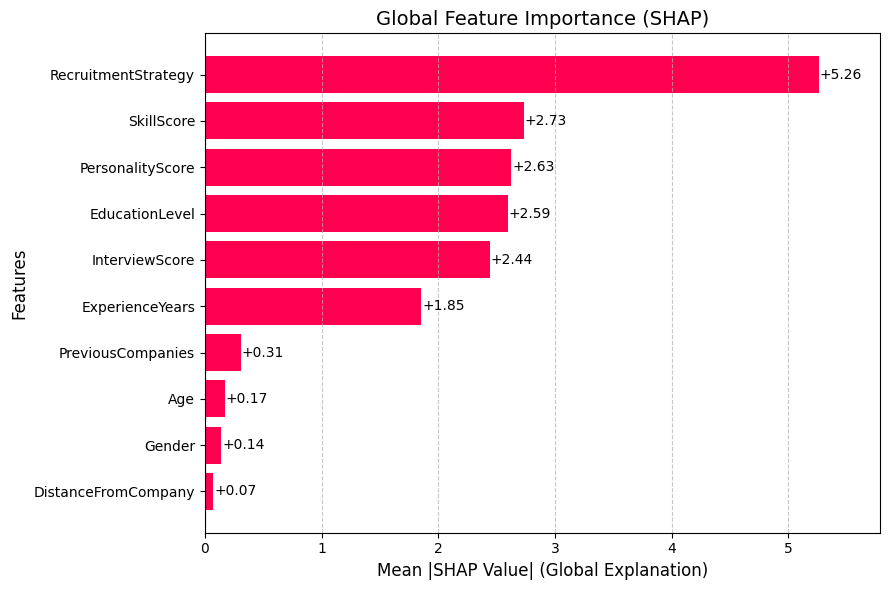 Global Feature Importance (SHAP)
Features
RecruitmentStrategy +5.26
SkillScore +2.73
PersonalityScore +2.63
EducationLevel +2.59
InterviewScore +2.44
ExperienceYears +1.85
PreviousCompanies +0.31
Age +0.17
Gender +0.14
DistanceFromCompany +0.07
0 1 2 3 4 5
Mean |SHAP Value| (Global Explanation)